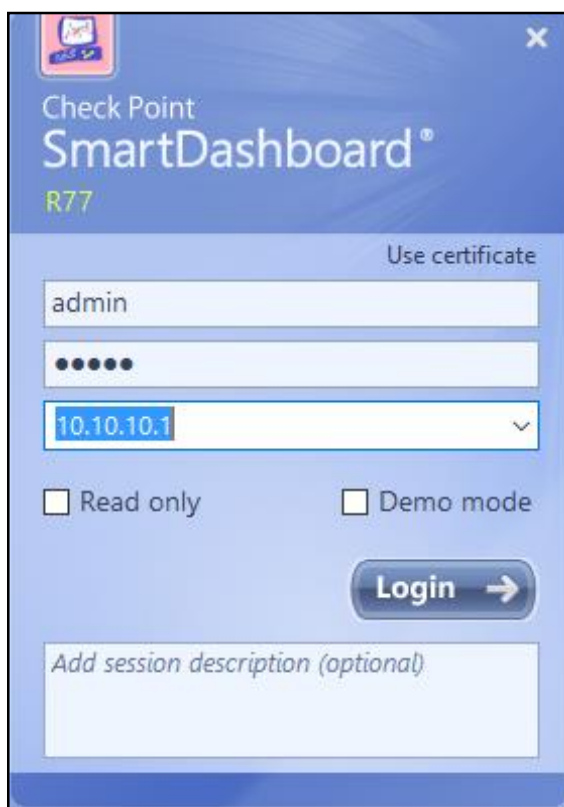 Check Point
SmartDashboard®
R77
Use certificate
admin
•••••
10.10.10.1
Read only
Demo mode
Login
Add session description (optional)